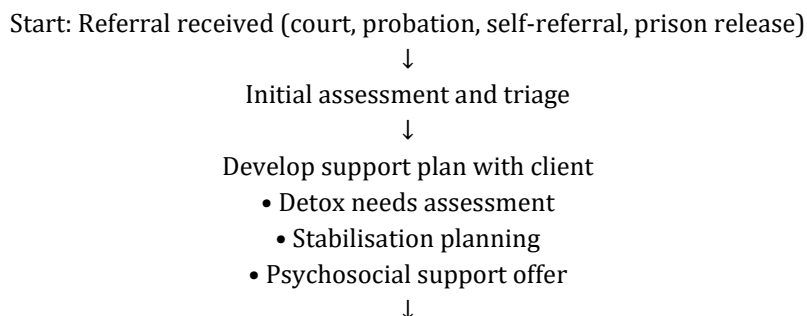 Start: Referral received (court, probation, self-referral, prison release)
↓
Initial assessment and triage
↓
Develop support plan with client
• Detox needs assessment
• Stabilisation planning
• Psychosocial support offer
↓